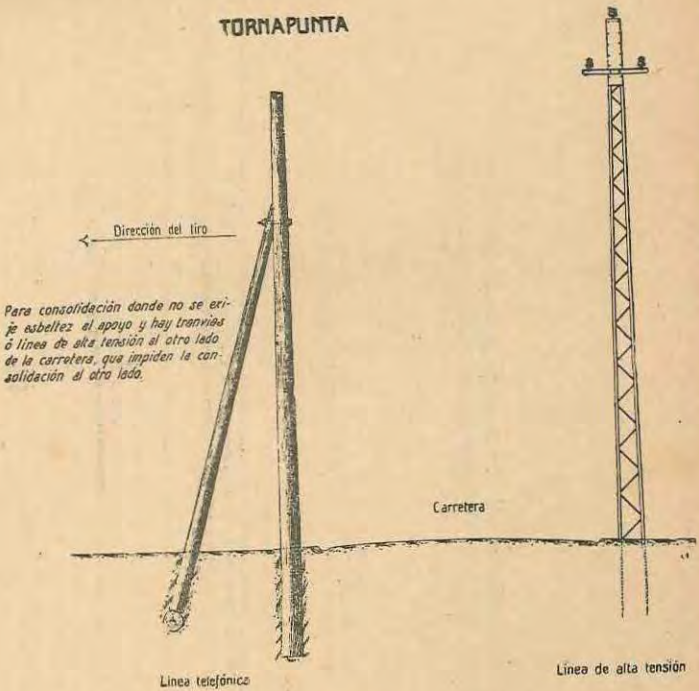 TORNAPUNTA
Dirección del tiro
Para consolidación donde no se exi-
je esbeltez al apoyo y hay tranvias
ó linea de alta tensión al otro lado
de la carretera, que impiden la con-
solidación al otro lado.
Carretera
Linea telefónica
Línea de alta tensión